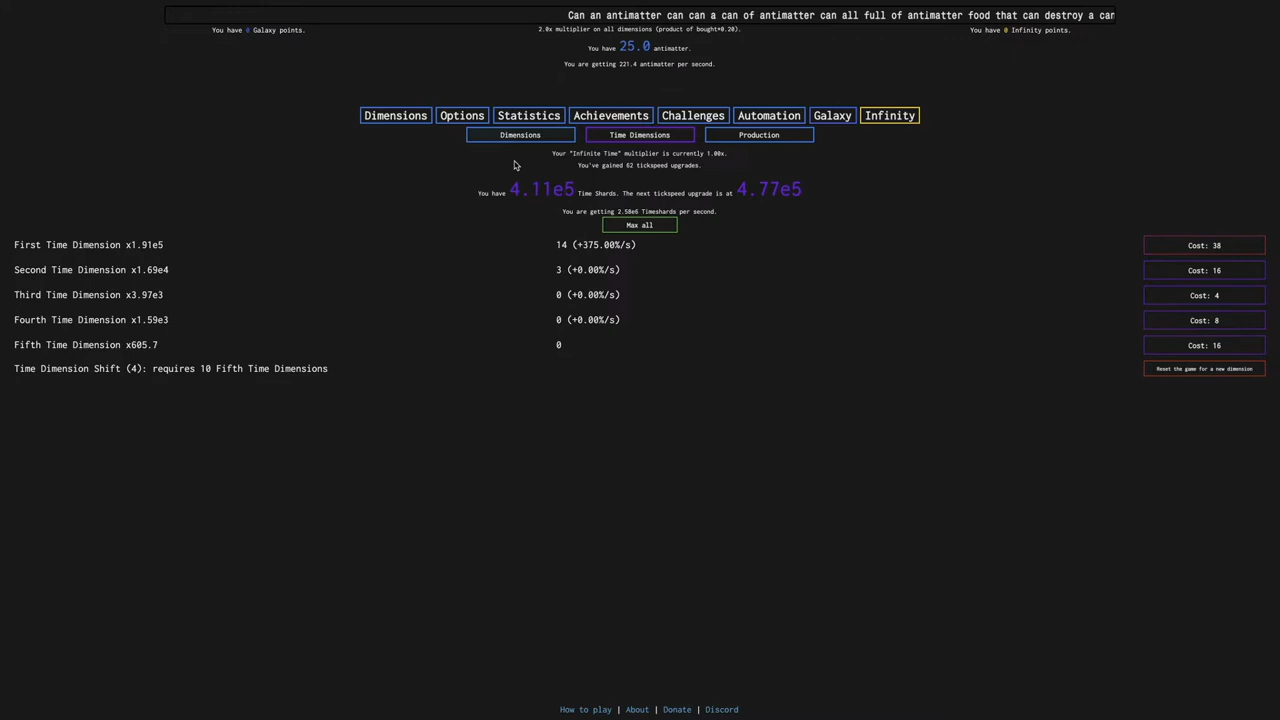 Can an antimatter can can a can of antimatter can all full of antimatter food that can destroy a can
You have 0 Galaxy points.
2.0x multiplier on all dimensions (product of bought*0.20).
You have 0 Infinity points.
You have 25.0 antimatter.
You are getting 221.4 antimatter per second.
Dimensions Options Statistics Achievements Challenges Automation Galaxy Infinity
Dimensions Time Dimensions Production
Your "Infinite Time" multiplier is currently 1.00x.
You've gained 62 tickspeed upgrades.
You have 4.11e5 Time Shards. The next tickspeed upgrade is at 4.77e5
You are getting 2.58e6 Timeshards per second.
Max all
First Time Dimension x1.91e5 14 (+375.00%/s) Cost: 38
Second Time Dimension x1.69e4 3 (+0.00%/s) Cost: 16
Third Time Dimension x3.97e3 0 (+0.00%/s) Cost: 4
Fourth Time Dimension x1.59e3 0 (+0.00%/s) Cost: 8
Fifth Time Dimension x605.7 0 Cost: 16
Time Dimension Shift (4): requires 10 Fifth Time Dimensions Reset the game for a new dimension
How to play | About | Donate | Discord